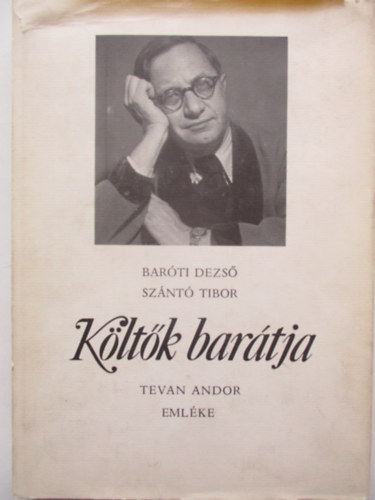 BARÓTI DEZSŐ
SZÁNTÓ TIBOR
Költők barátja
TEVAN ANDOR
EMLÉKE